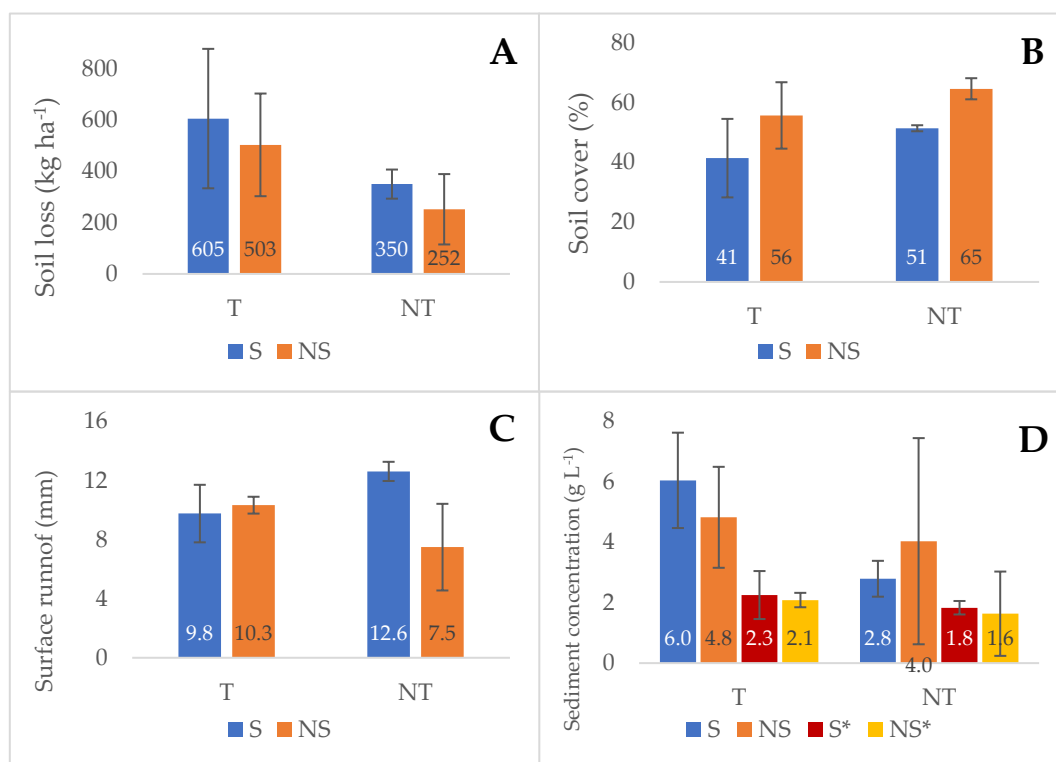 A
Soil loss (kg ha⁻¹)
800
600
400
200
0
605
503
350
252
T
NT
S
NS
B
Soil cover (%)
80
60
40
20
0
41
56
51
65
T
NT
S
NS
C
Surface runnof (mm)
16
12
8
4
0
9.8
10.3
12.6
7.5
T
NT
S
NS
D
Sediment concentration (g L⁻¹)
8
6
4
2
0
6.0
4.8
2.3
2.1
2.8
4.0
1.8
1.6
T
NT
S
NS
S*
NS*